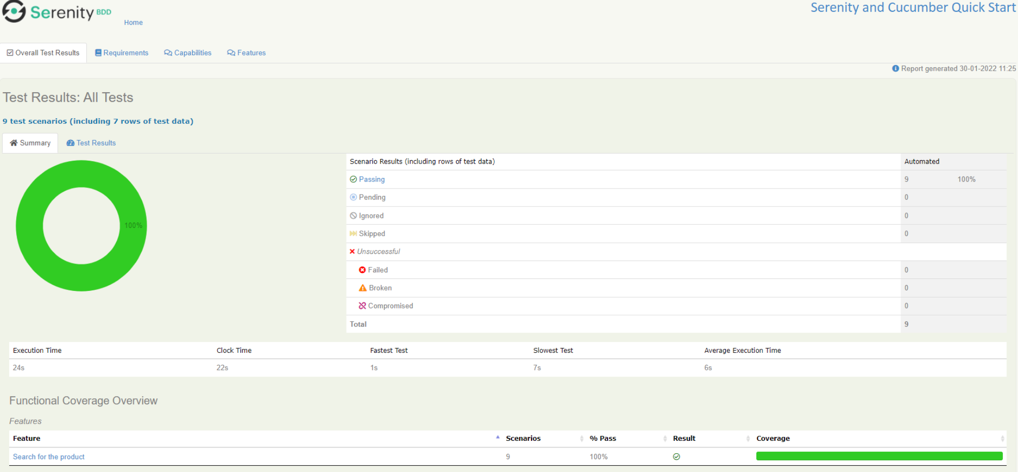 Serenity BDD
Home
Serenity and Cucumber Quick Start
Overall Test Results Requirements Capabilities Features
Report generated 30-01-2022 11:25
Test Results: All Tests
9 test scenarios (including 7 rows of test data)
Summary Test Results
100%
Scenario Results (including rows of test data) Automated
Passing 9 100%
Pending 0
Ignored 0
Skipped 0
Unsuccessful
Failed 0
Broken 0
Compromised 0
Total 9
Execution Time Clock Time Fastest Test Slowest Test Average Execution Time
24s 22s 1s 7s 6s
Functional Coverage Overview
Features
Feature Scenarios % Pass Result Coverage
Search for the product 9 100%